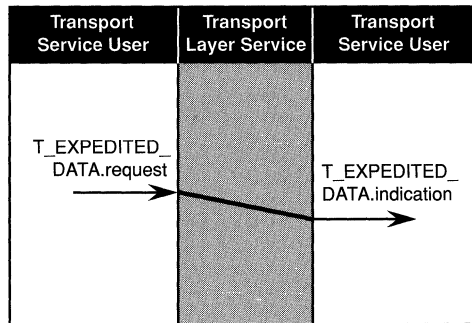 Transport
Service User
Transport
Layer Service
Transport
Service User
T_EXPEDITED_
DATA.request
T_EXPEDITED_
DATA.indication